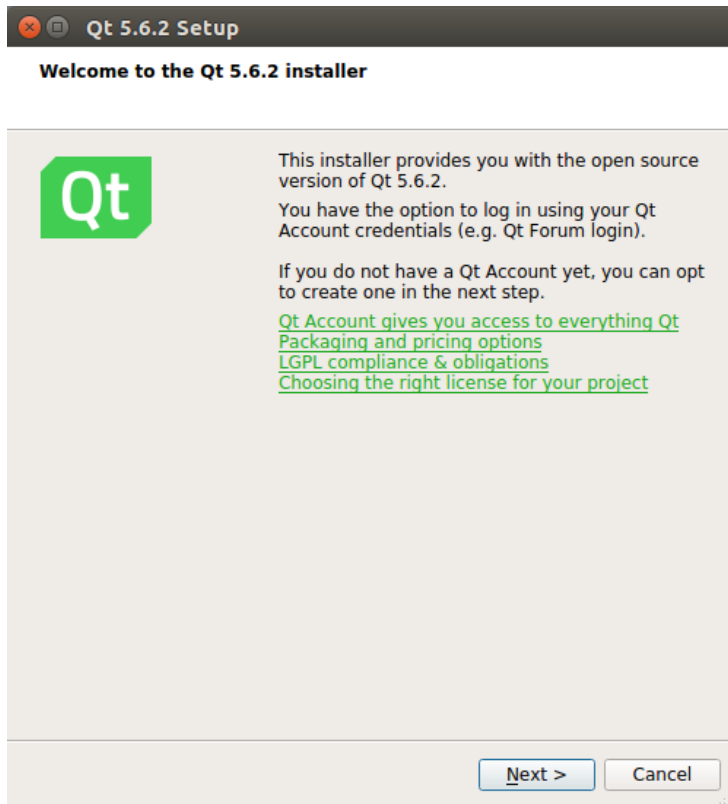 Qt 5.6.2 Setup
Welcome to the Qt 5.6.2 installer
Qt
This installer provides you with the open source
version of Qt 5.6.2.
You have the option to log in using your Qt
Account credentials (e.g. Qt Forum login).
If you do not have a Qt Account yet, you can opt
to create one in the next step.
Qt Account gives you access to everything Qt
Packaging and pricing options
LGPL compliance & obligations
Choosing the right license for your project
Next >
Cancel